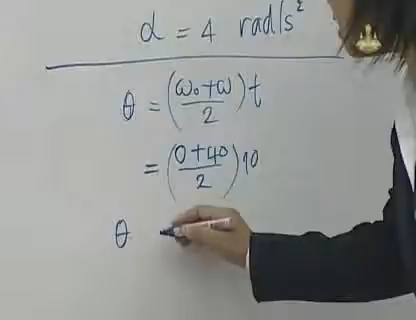 α = 4 rad/s²
θ = (ω₀+ω/2)t
= (0+40/2)10
θ